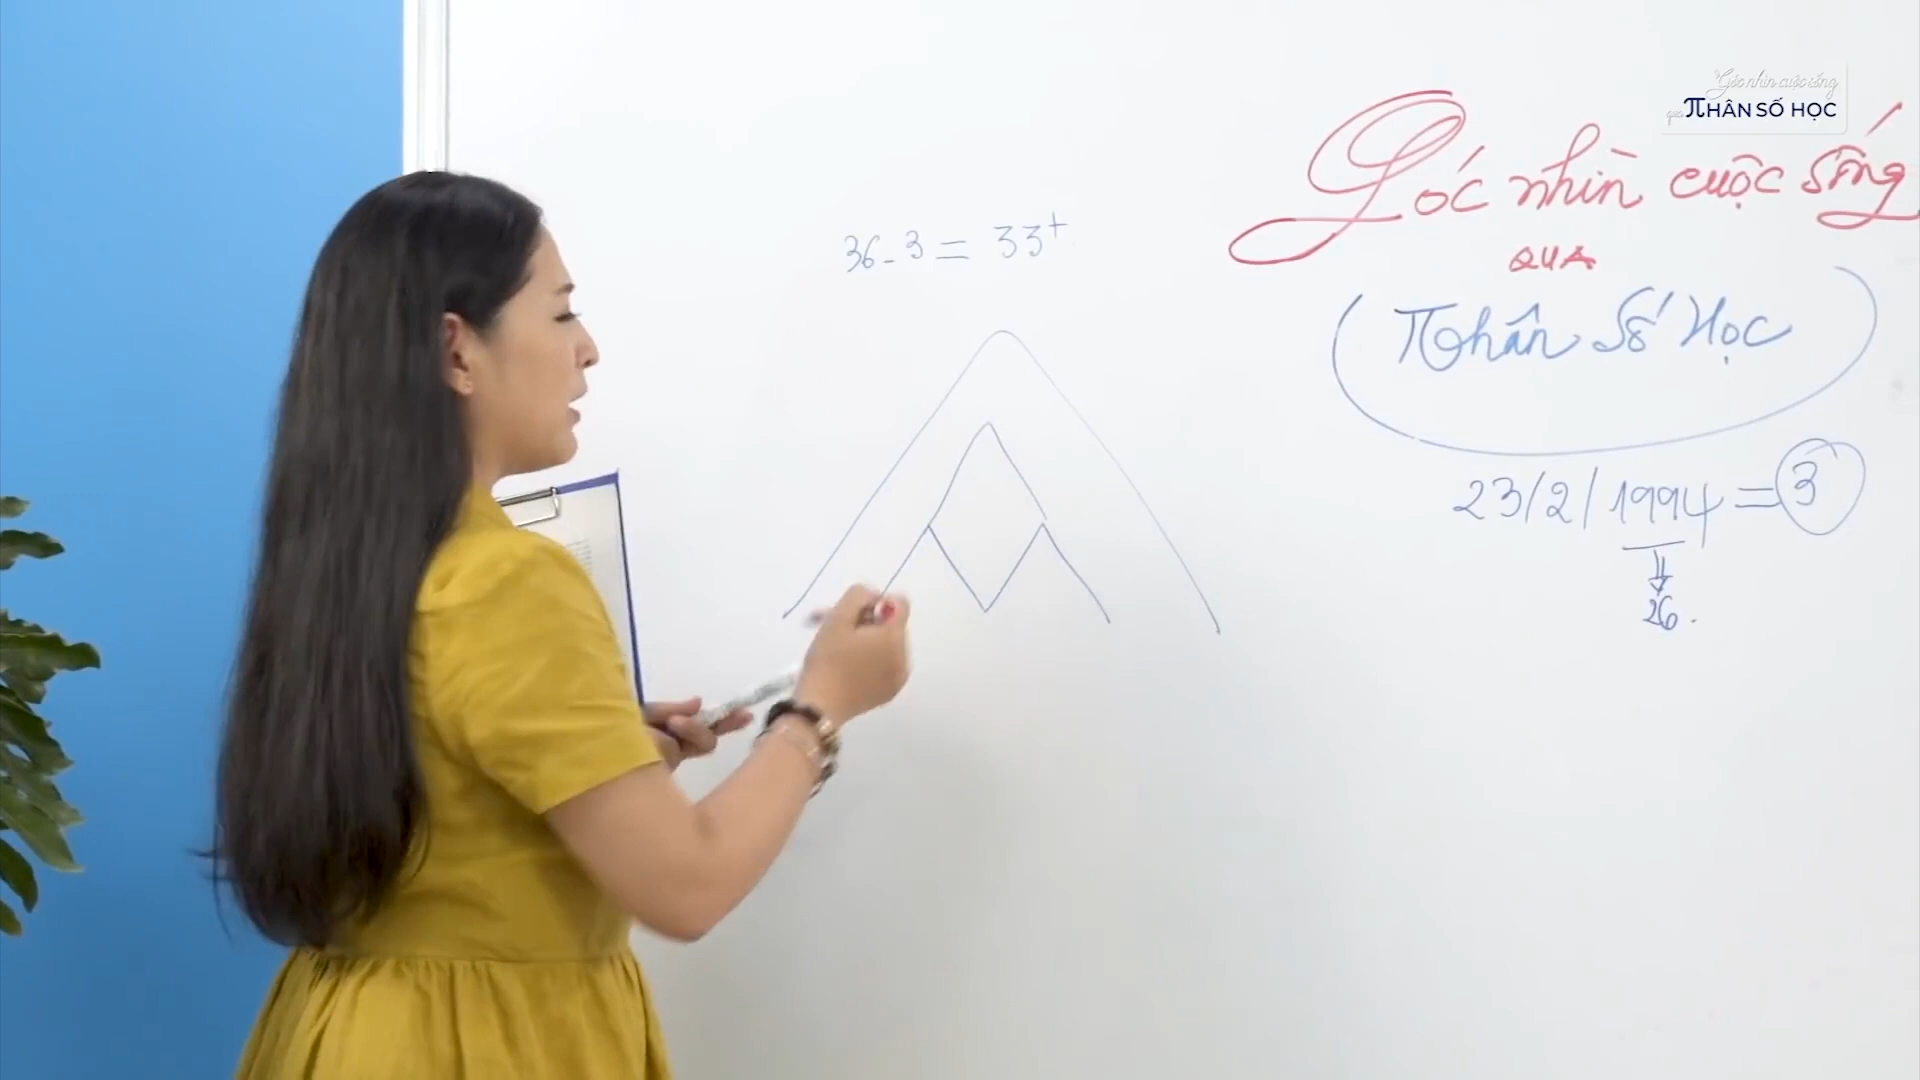 Góc nhìn cuộc sống
qua πHÂN SỐ HỌC
Góc nhìn cuộc sống
QUA
πhân Số Học
36 - 3 = 33+
23/2/1994 = 3
26.